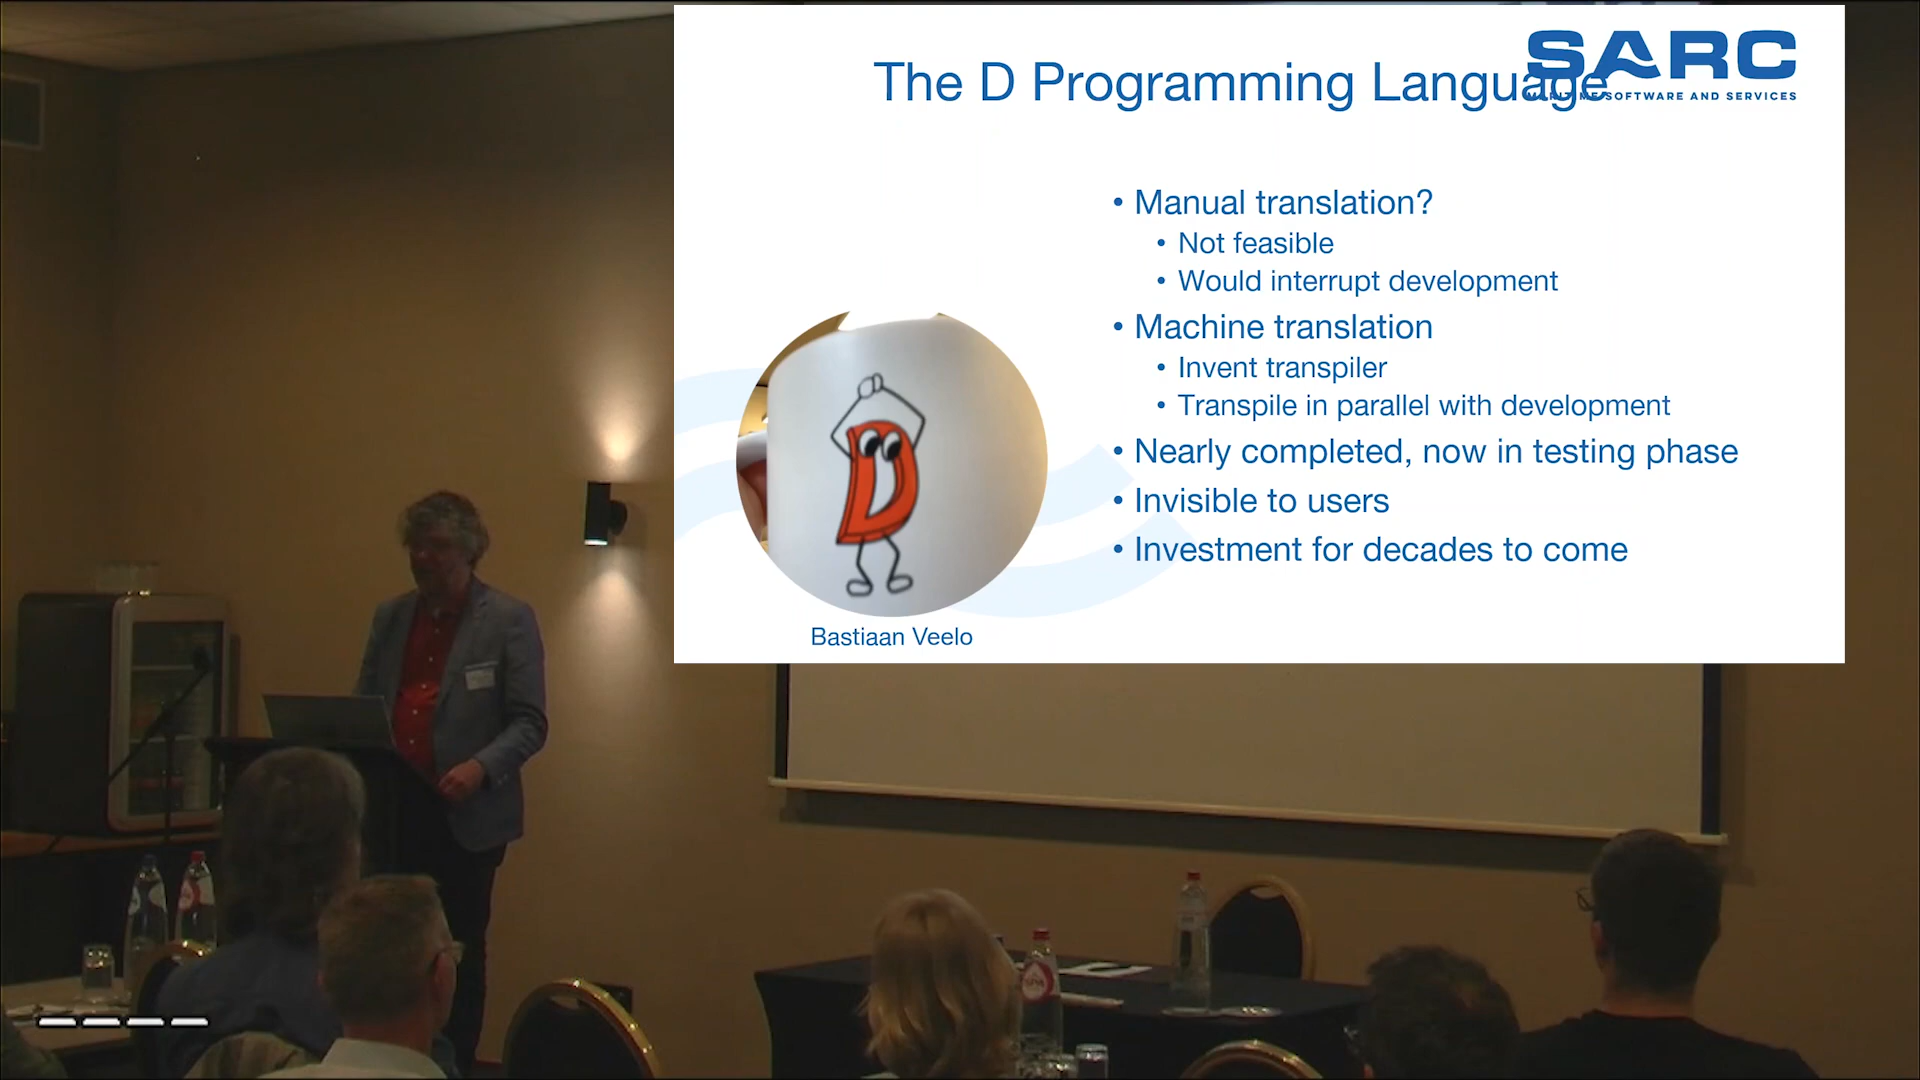 SARC
The D Programming Language
MARITIME SOFTWARE AND SERVICES
• Manual translation?
• Not feasible
• Would interrupt development
• Machine translation
• Invent transpiler
• Transpile in parallel with development
• Nearly completed, now in testing phase
• Invisible to users
• Investment for decades to come
D
Bastiaan Veelo